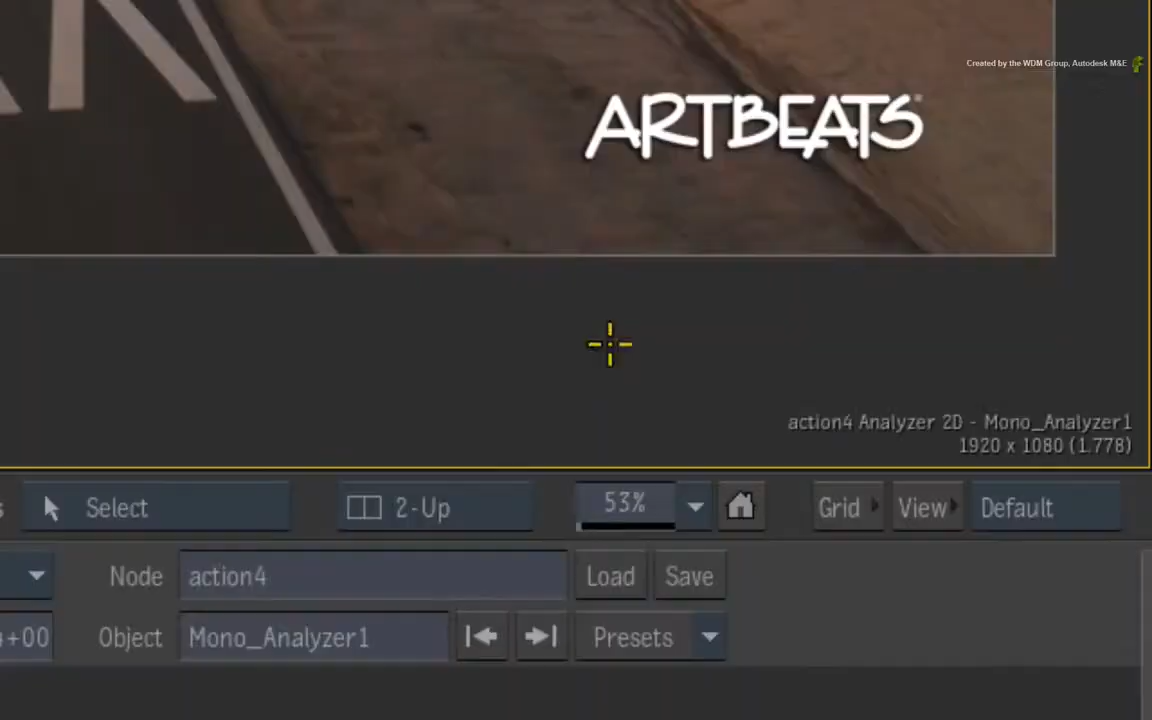 Created by the WDM Group, Autodesk M&E
ARTBEATS
action4 Analyzer 2D - Mono_Analyzer1
1920 x 1080 (1.778)
Select
2-Up
53%
Grid
View
Default
Node
action4
Load
Save
+00
Object
Mono_Analyzer1
Presets